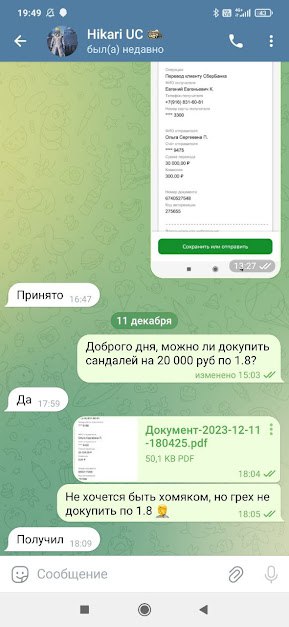 19:49
43
Hikari UC
был(а) недавно
Операция
Перевод клиенту СберБанка
ФИО получателя
Евгений Евгеньевич К.
Телефон получателя
+7(916) 831-60-81
Номер карты получателя
**** 3300
ФИО отправителя
Ольга Сергеевна П.
Счёт отправителя
**** 9475
Сумма перевода
30 000,00 ₽
Комиссия
300,00 ₽
Номер документа
6740527548
Код авторизации
275655
Сохранить или отправить
13:27
Принято 16:47
11 декабря
Доброго дня, можно ли докупить
сандалей на 20 000 руб по 1.8?
изменено 15:03
Да 17:59
Документ-2023-12-11
-180425.pdf
50,1 KB PDF
18:04
Не хочется быть хомяком, но грех не
докупить по 1.8 🤦
18:05
Получил 18:09
Сообщение